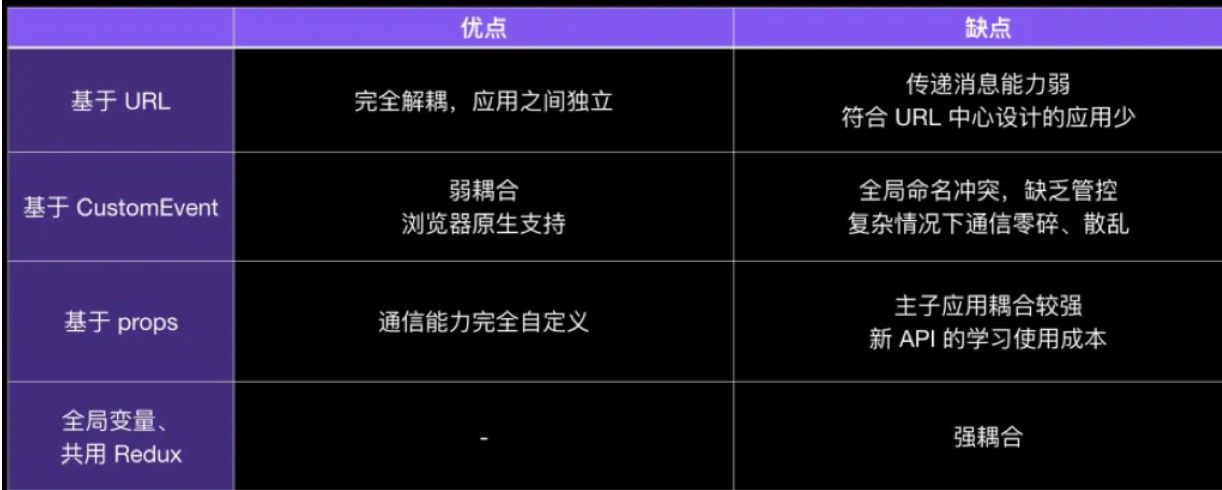 优点
缺点
基于 URL
完全解耦，应用之间独立
传递消息能力弱
符合 URL 中心设计的应用少
基于 CustomEvent
弱耦合
浏览器原生支持
全局命名冲突，缺乏管控
复杂情况下通信零碎、散乱
基于 props
通信能力完全自定义
主子应用耦合较强
新 API 的学习使用成本
全局变量、
共用 Redux
-
强耦合